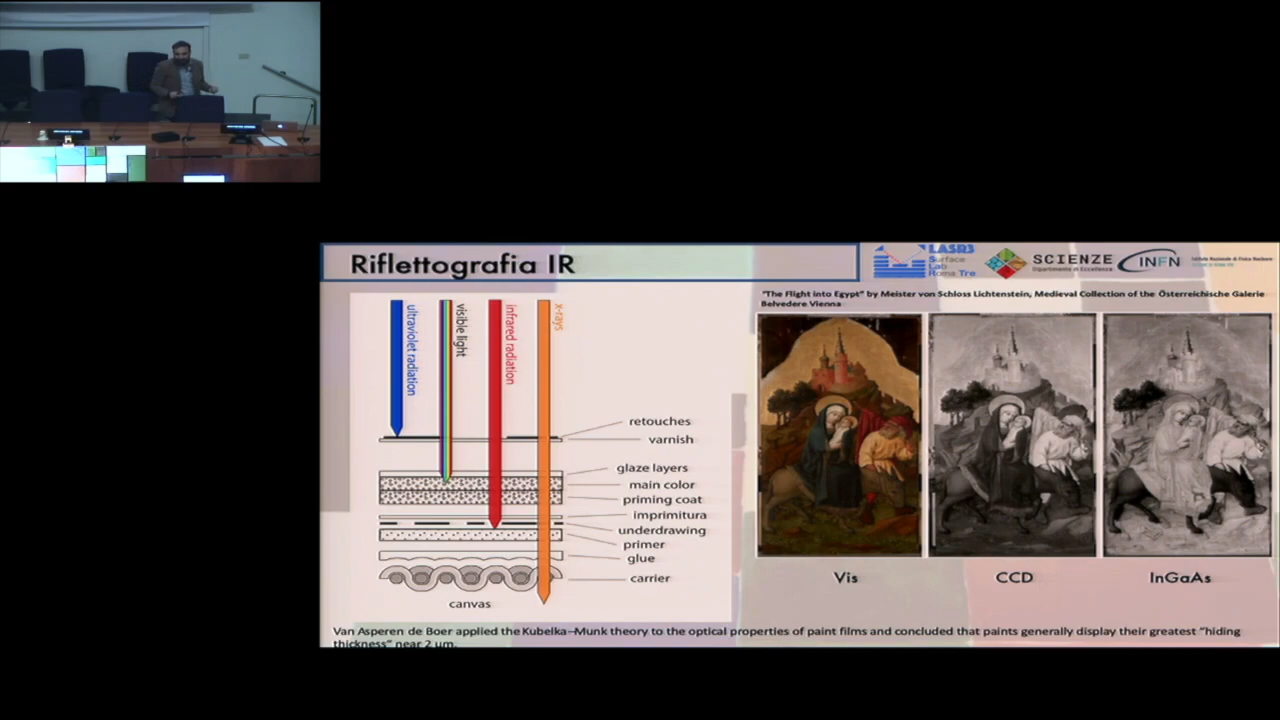 Riflettografia IR
LASR3
Surface
Lab
Roma Tre
SCIENZE
Dipartimento di Eccellenza
INFN
Istituto Nazionale di Fisica Nucleare
"The Flight into Egypt" by Meister von Schloss Lichtenstein, Medieval Collection of the Österreichische Galerie
Belvedere Vienna
ultraviolet radiation
visible light
infrared radiation
x-rays
retouches
varnish
glaze layers
main color
priming coat
imprimitura
underdrawing
primer
glue
carrier
canvas
Vis
CCD
InGaAs
Van Asperen de Boer applied the Kubelka–Munk theory to the optical properties of paint films and concluded that paints generally display their greatest "hiding
thickness" near 2 µm.